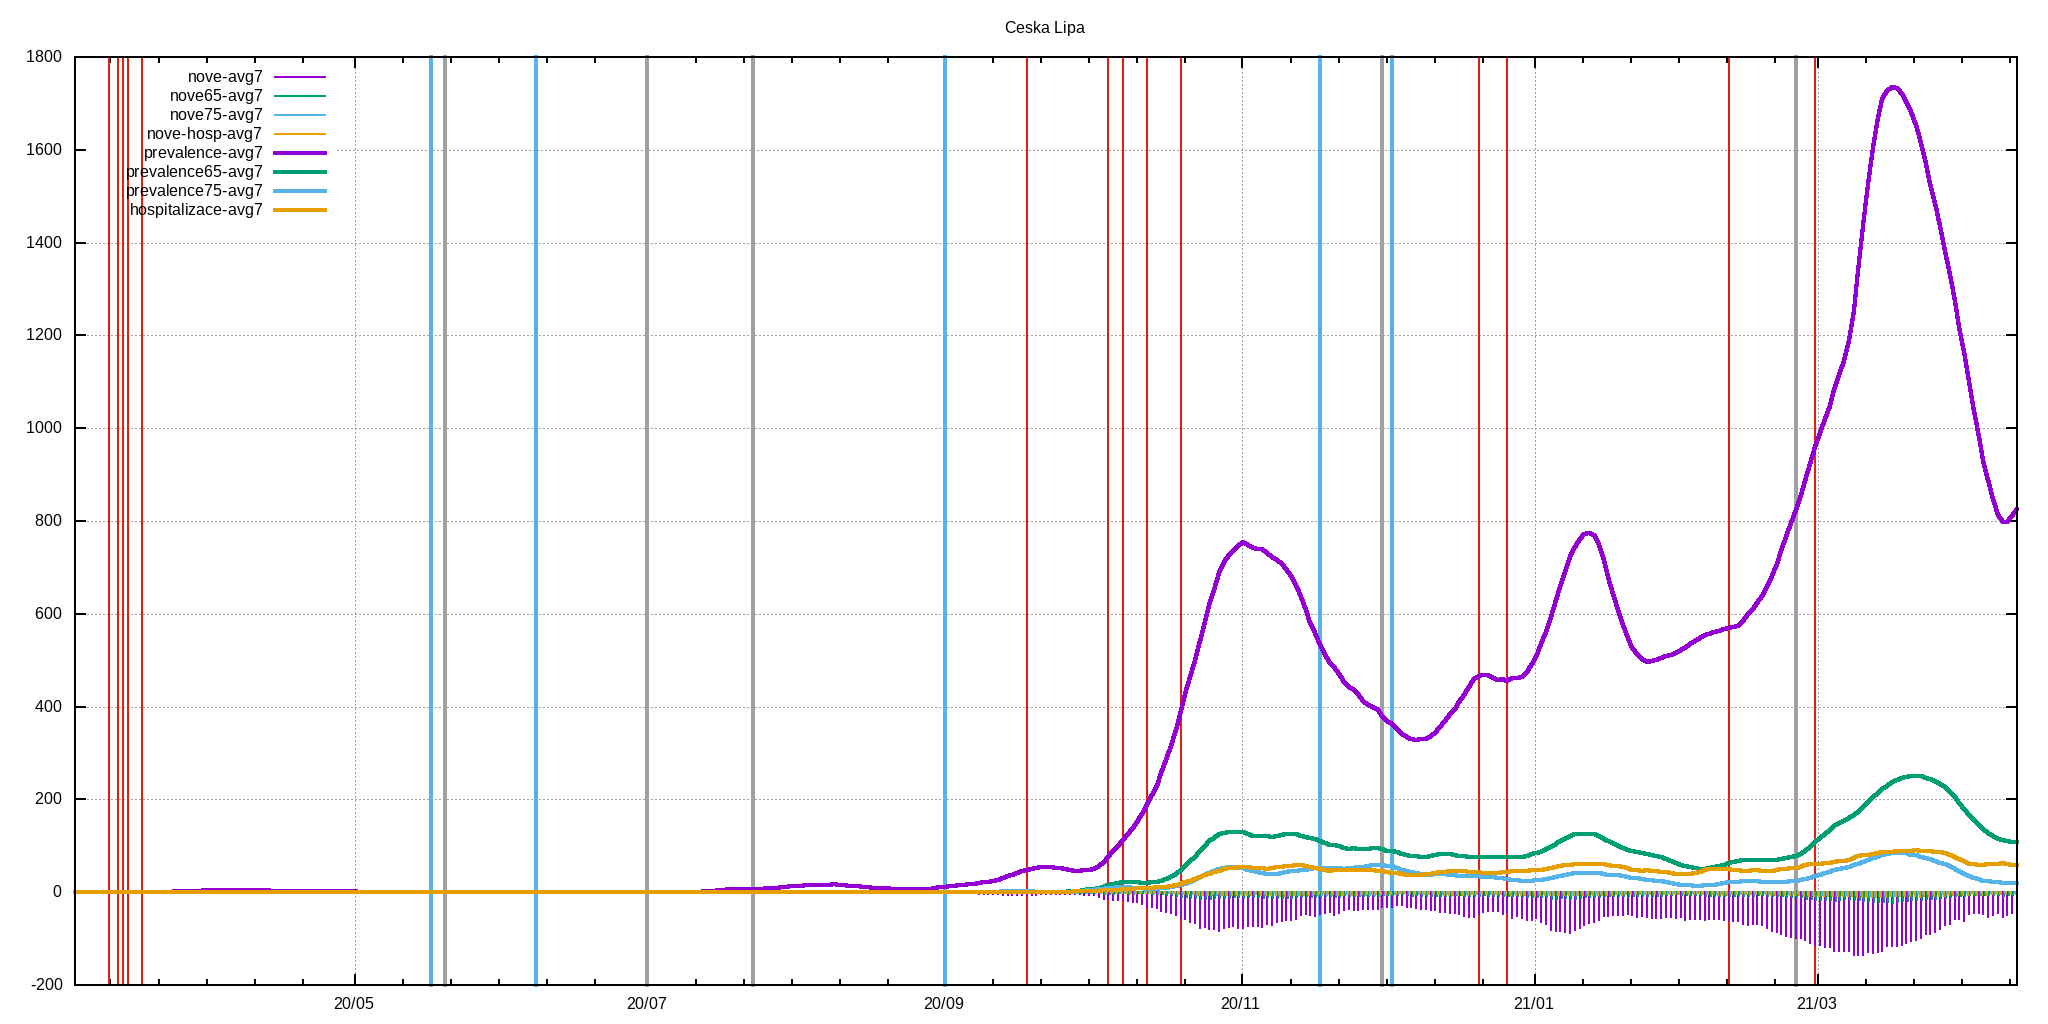 Ceska Lipa
1800
1600
1400
1200
1000
800
600
400
200
0
-200
nove-avg7
nove65-avg7
nove75-avg7
nove-hosp-avg7
prevalence-avg7
prevalence65-avg7
prevalence75-avg7
hospitalizace-avg7
20/05 20/07 20/09 20/11 21/01 21/03